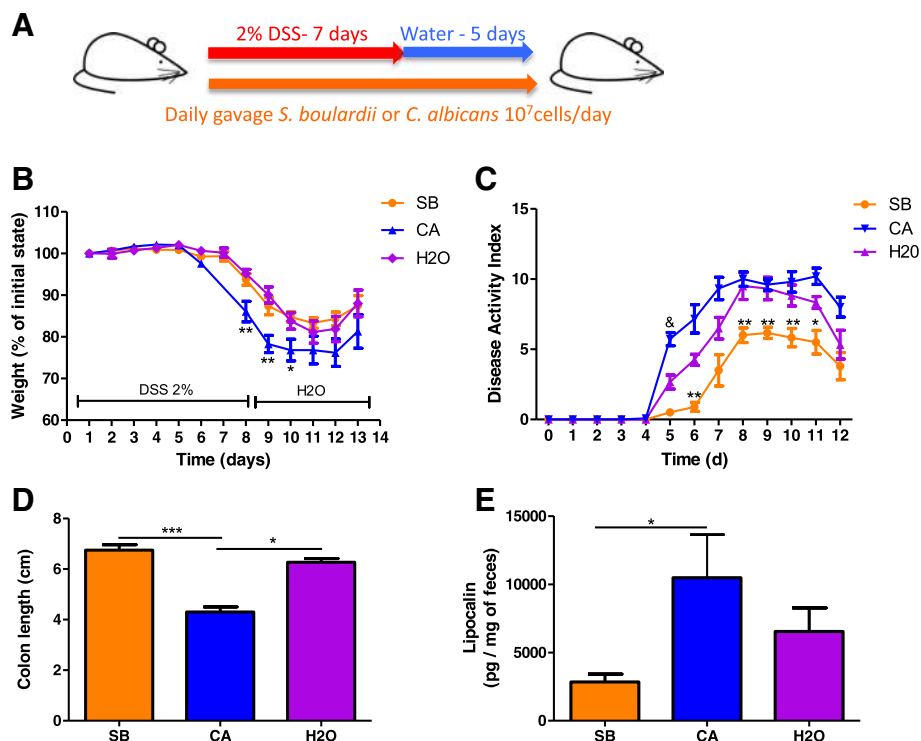 A
2% DSS- 7 days
Water - 5 days
Daily gavage S. boulardii or C. albicans 10⁷cells/day
B
SB
CA
H2O
Weight (% of initial state)
110
100
90
80
70
60
**
**
*
DSS 2%
H2O
0 1 2 3 4 5 6 7 8 9 10 11 12 13 14
Time (days)
C
SB
CA
H20
Disease Activity Index
15
10
5
0
&
**
**
**
**
*
0 1 2 3 4 5 6 7 8 9 10 11 12
Time (d)
D
Colon length (cm)
8
6
4
2
0
***
*
SB CA H2O
E
Lipocalin
(pg / mg of feces)
15000
10000
5000
0
*
SB CA H2O